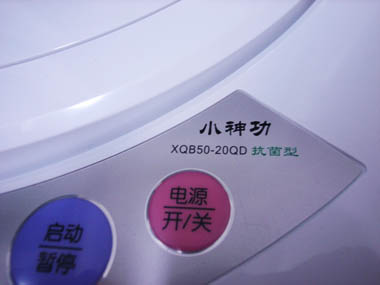 小神功
XQB50-20QD 抗菌型
电源
开/关
启动
暂停